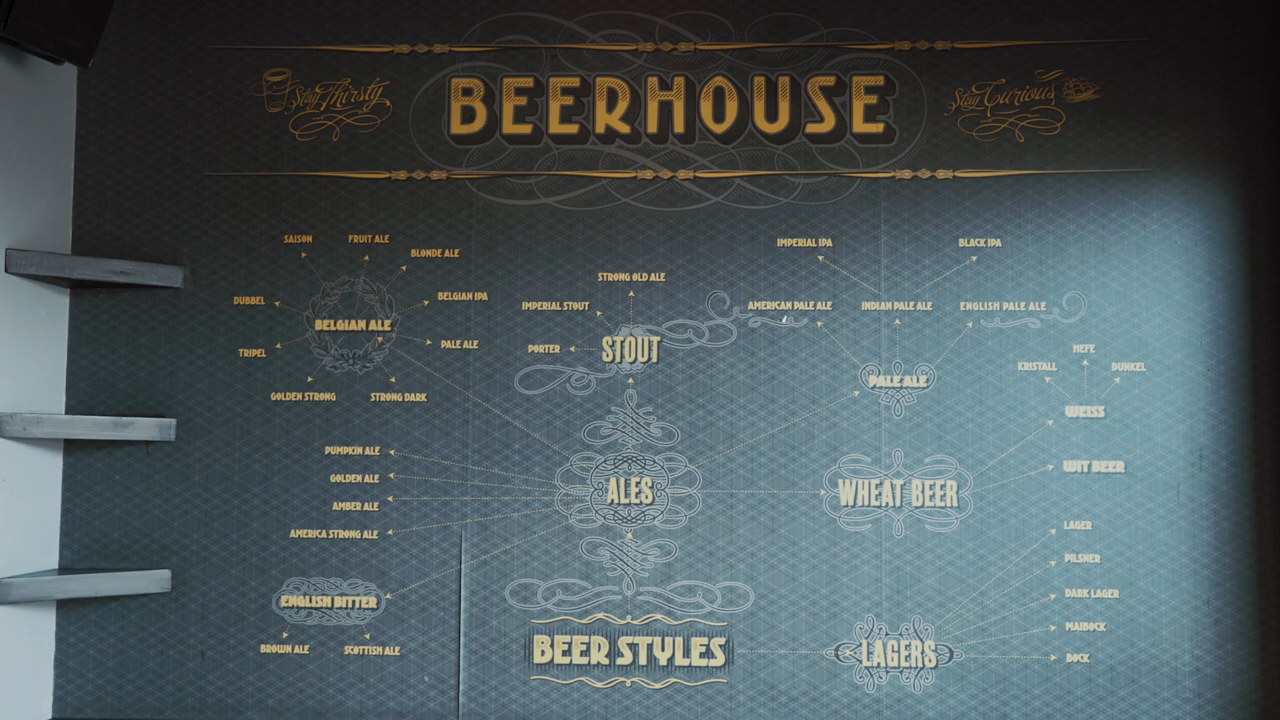 Stay Thirsty
BEERHOUSE
Stay Curious
SAISON
FRUIT ALE
BLONDE ALE
DUBBEL
BELGIAN IPA
BELGIAN ALE
TRIPEL
PALE ALE
GOLDEN STRONG
STRONG DARK
STRONG OLD ALE
IMPERIAL STOUT
PORTER
STOUT
IMPERIAL IPA
BLACK IPA
AMERICAN PALE ALE
INDIAN PALE ALE
ENGLISH PALE ALE
PALE ALE
HEFE
KRISTALL
DUNKEL
WEISS
WIT BEER
PUMPKIN ALE
GOLDEN ALE
AMBER ALE
AMERICA STRONG ALE
ALES
WHEAT BEER
ENGLISH BITTER
BROWN ALE
SCOTTISH ALE
LAGER
PILSNER
DARK LAGER
MAIBOCK
BOCK
BEER STYLES
LAGERS